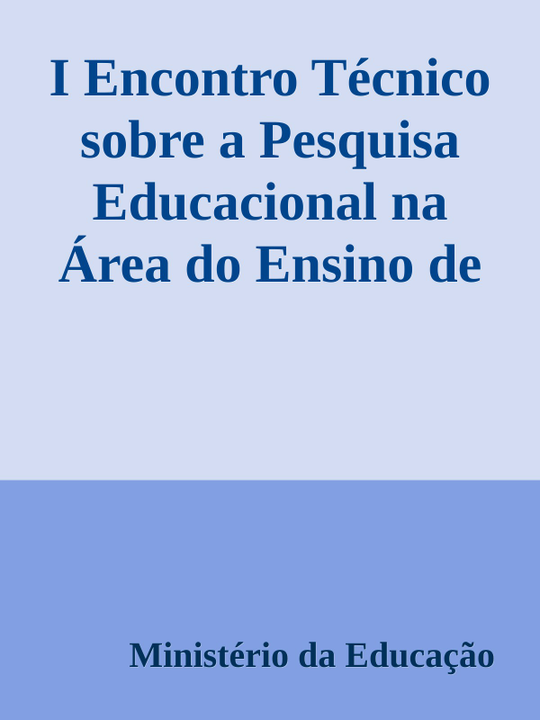 I Encontro Técnico
sobre a Pesquisa
Educacional na
Área do Ensino de
Ministério da Educação